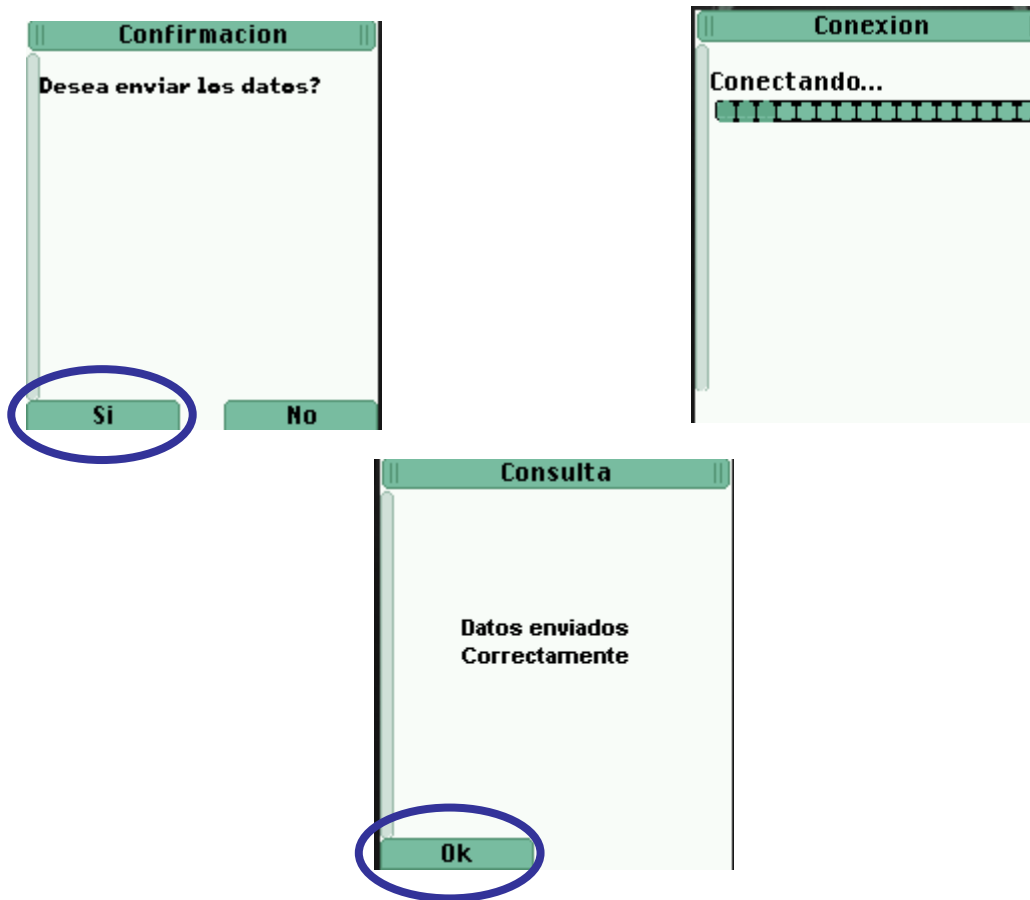 Confirmacion
Desea enviar los datos?
Si
No
Conexion
Conectando...
Consulta
Datos enviados
Correctamente
Ok